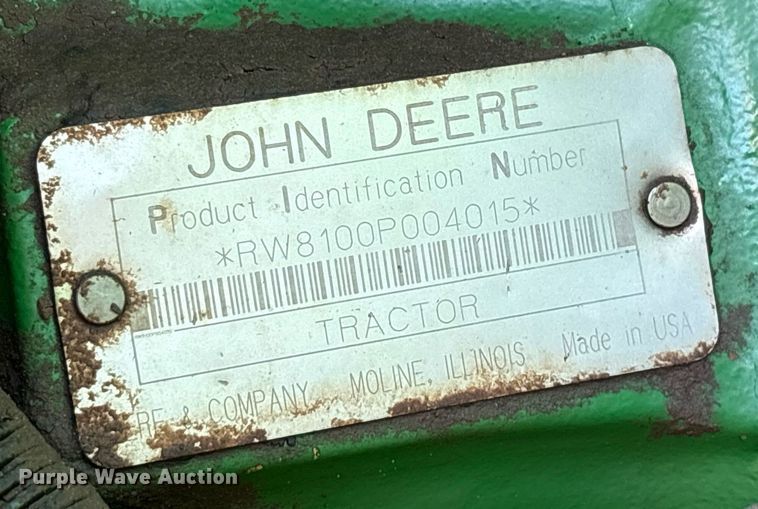 JOHN DEERE
Product Identification Number
*RW8100P004015*
TRACTOR
RE & COMPANY MOLINE, ILLINOIS Made in USA
Purple Wave Auction